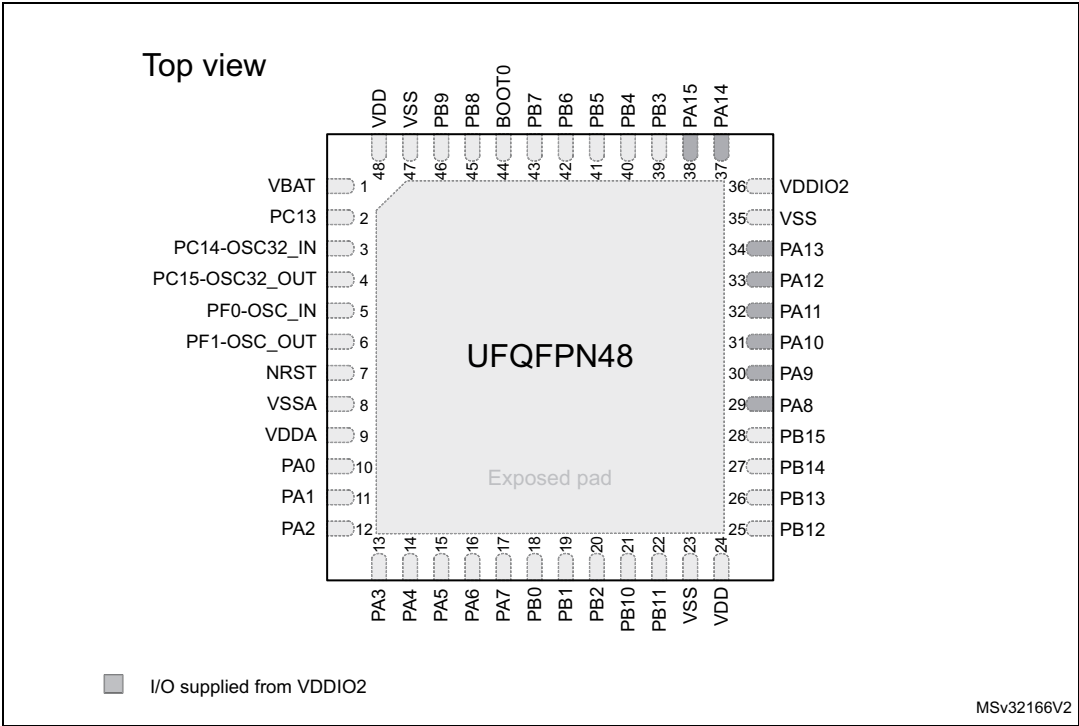 Top view
VDD
VSS
PB9
PB8
BOOT0
PB7
PB6
PB5
PB4
PB3
PA15
PA14
48
47
46
45
44
43
42
41
40
39
38
37
VBAT 1
PC13 2
PC14-OSC32_IN 3
PC15-OSC32_OUT 4
PF0-OSC_IN 5
PF1-OSC_OUT 6
NRST 7
VSSA 8
VDDA 9
PA0 10
PA1 11
PA2 12
UFQFPN48
Exposed pad
36 VDDIO2
35 VSS
34 PA13
33 PA12
32 PA11
31 PA10
30 PA9
29 PA8
28 PB15
27 PB14
26 PB13
25 PB12
13
14
15
16
17
18
19
20
21
22
23
24
PA3
PA4
PA5
PA6
PA7
PB0
PB1
PB2
PB10
PB11
VSS
VDD
I/O supplied from VDDIO2
MSv32166V2